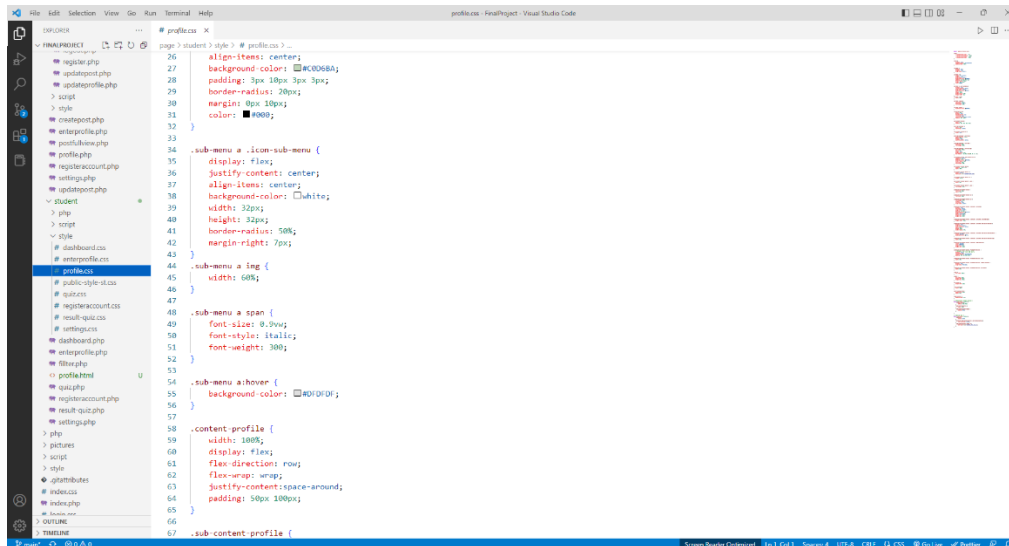 File Edit Selection View Go Run Terminal Help
profile.css - FinalProject - Visual Studio Code
EXPLORER
FINALPROJECT
register.php
updatepost.php
updateprofile.php
script
style
createpost.php
enterprofile.php
postfullview.php
profile.php
registeraccount.php
settings.php
updatepost.php
student
php
script
style
# dashboard.css
# enterprofile.css
# profile.css
# public-style-st.css
# quiz.css
# registeraccount.css
# result-quiz.css
# settings.css
dashboard.php
enterprofile.php
fillter.php
profile.html U
quiz.php
registeraccount.php
result-quiz.php
settings.php
php
pictures
script
style
.gitattributes
# index.css
index.php
# login.css
OUTLINE
TIMELINE
# profile.css ×
page > student > style > # profile.css > ...
26 align-items: center;
27 background-color: #C0D6BA;
28 padding: 3px 10px 3px 3px;
29 border-radius: 20px;
30 margin: 0px 10px;
31 color: #000;
32 }
33
34 .sub-menu a .icon-sub-menu {
35 display: flex;
36 justify-content: center;
37 align-items: center;
38 background-color: white;
39 width: 32px;
40 height: 32px;
41 border-radius: 50%;
42 margin-right: 7px;
43 }
44 .sub-menu a img {
45 width: 60%;
46 }
47
48 .sub-menu a span {
49 font-size: 0.9vw;
50 font-style: italic;
51 font-weight: 300;
52 }
53
54 .sub-menu a:hover {
55 background-color: #DFDFDF;
56 }
57
58 .content-profile {
59 width: 100%;
60 display: flex;
61 flex-direction: row;
62 flex-wrap: wrap;
63 justify-content:space-around;
64 padding: 50px 100px;
65 }
66
67 .sub-content-profile {
main* 0 0
Screen Reader Optimized Ln 1, Col 1 Spaces: 4 UTF-8 CRLF CSS Go Live Prettier